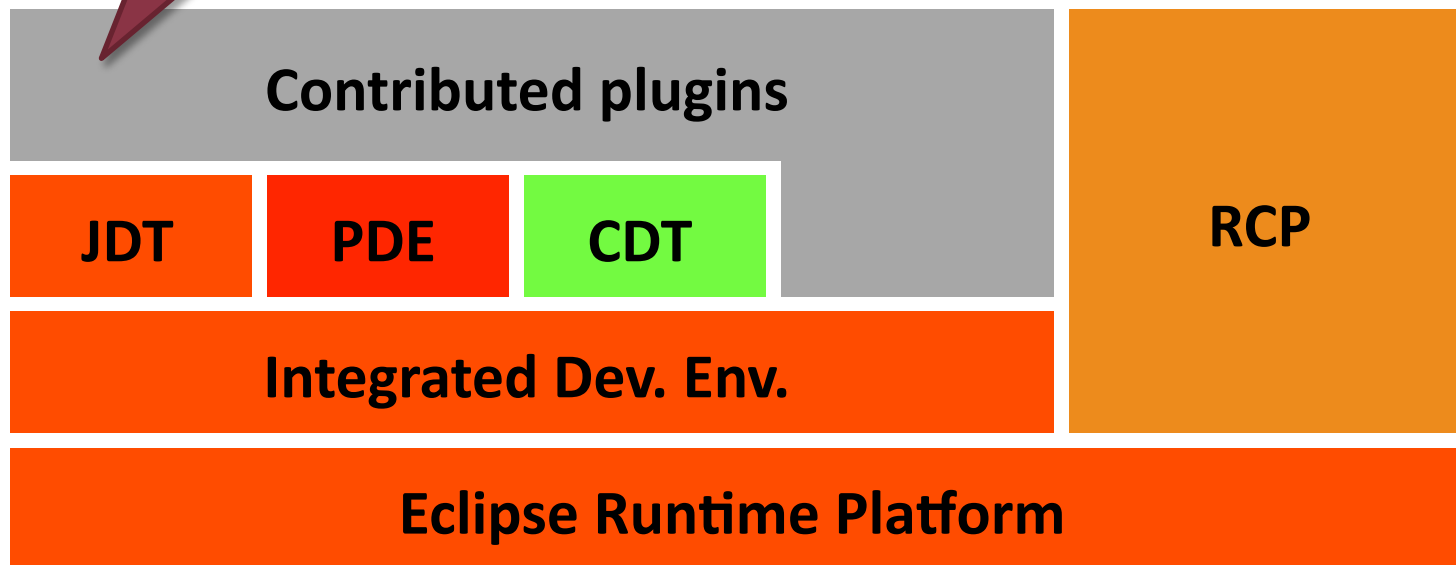 Contributed plugins
JDT
PDE
CDT
RCP
Integrated Dev. Env.
Eclipse Runtime Platform